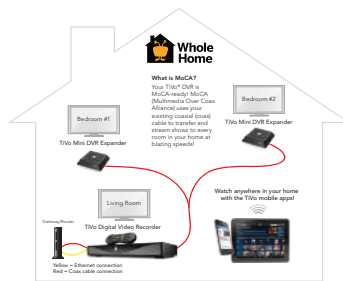 Whole
Home
What is MoCA?
Your TiVo® DVR is
MoCA-ready! MoCA
(Multimedia Over Coax
Alliance) uses your
existing coaxial (coax)
cable to transfer and
stream shows to every
room in your home at
blazing speeds!
Bedroom #1
TiVo Mini DVR Expander
Bedroom #2
TiVo Mini DVR Expander
Living Room
TiVo Digital Video Recorder
Gateway/Router
Yellow = Ethernet connection
Red = Coax cable connection
Watch anywhere in your home
with the TiVo mobile apps!